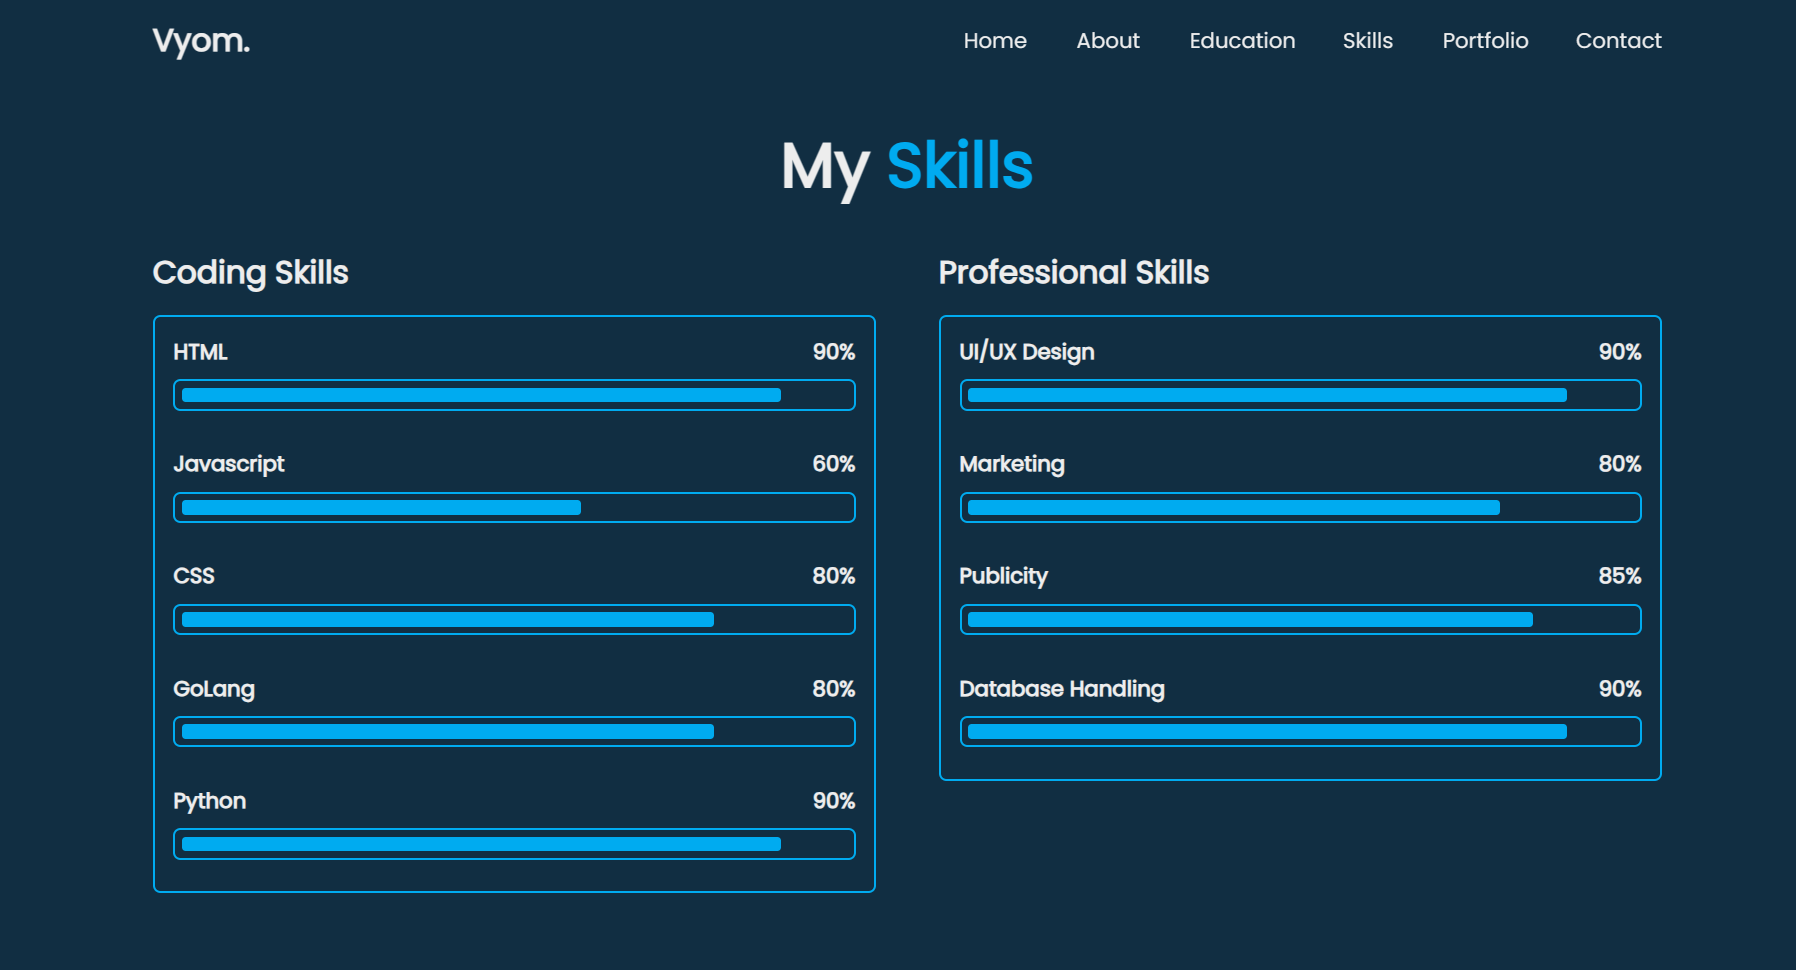 Vyom.
Home About Education Skills Portfolio Contact
My Skills
Coding Skills
HTML 90%
Javascript 60%
CSS 80%
GoLang 80%
Python 90%
Professional Skills
UI/UX Design 90%
Marketing 80%
Publicity 85%
Database Handling 90%